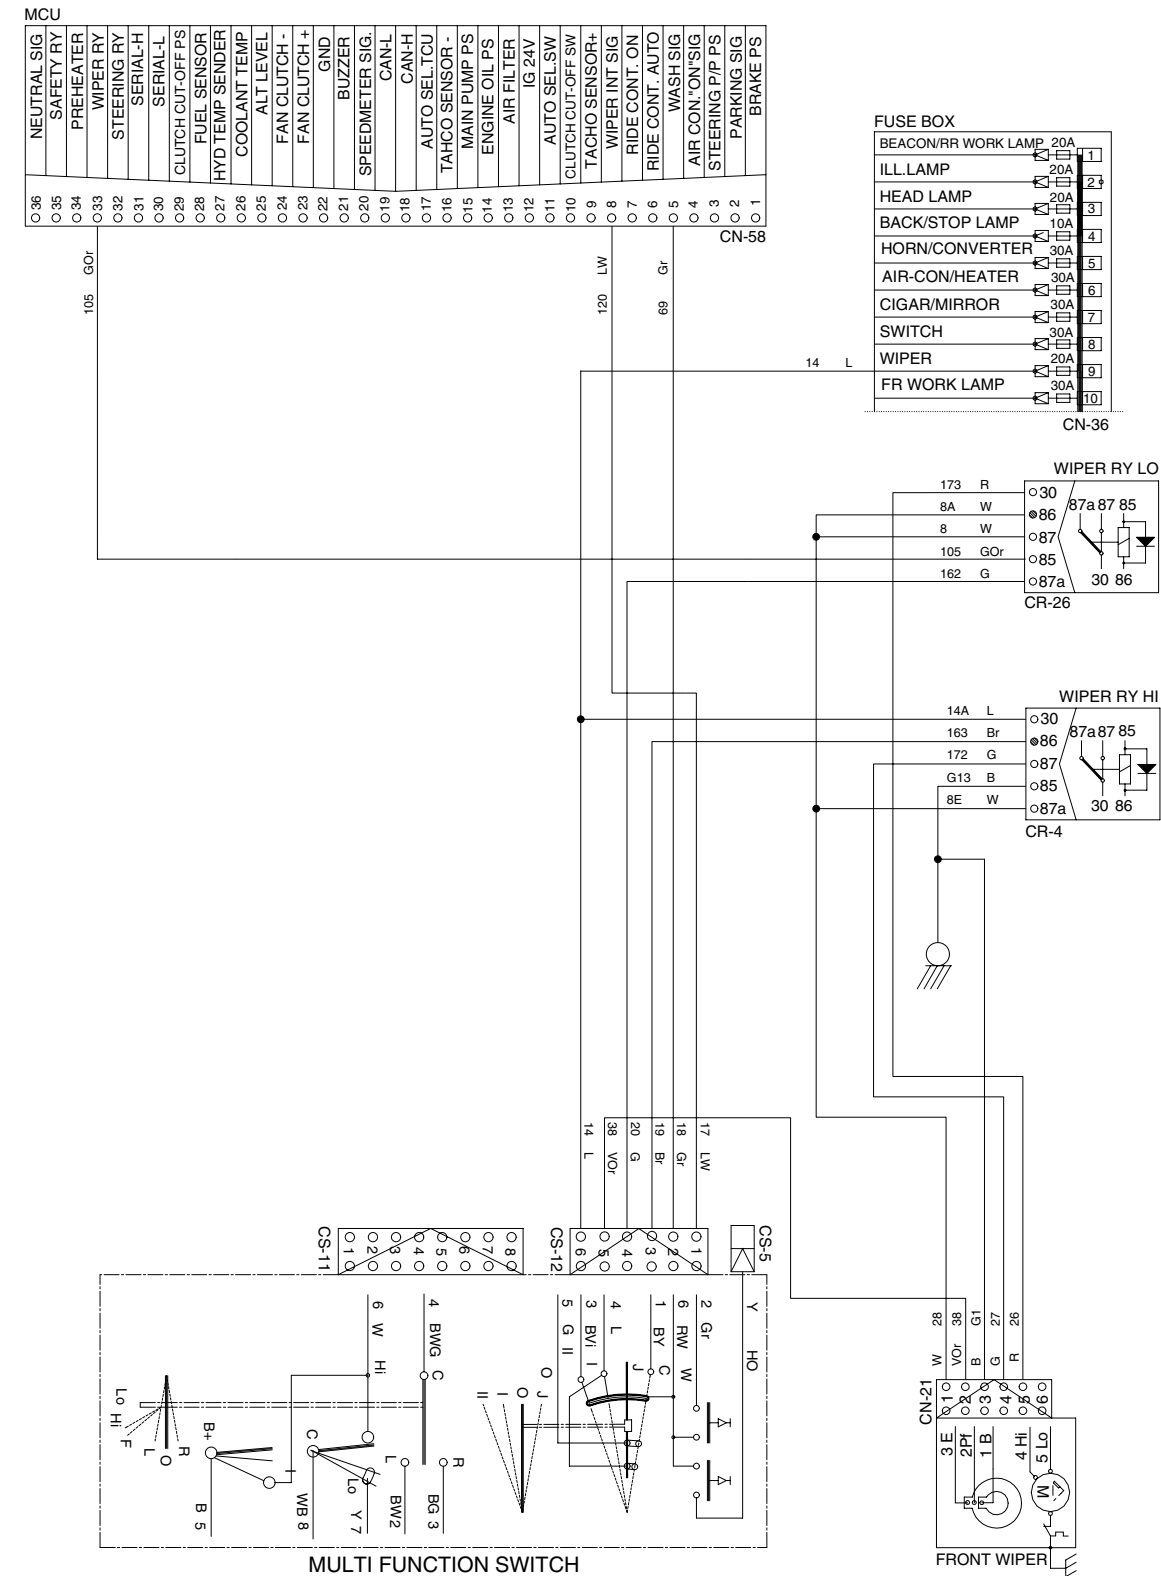 MCU
NEUTRAL SIG
SAFETY RY
PREHEATER
WIPER RY
STEERING RY
SERIAL-H
SERIAL-L
CLUTCH CUT-OFF PS
FUEL SENSOR
HYD TEMP SENDER
COOLANT TEMP
ALT LEVEL
FAN CLUTCH -
FAN CLUTCH +
GND
BUZZER
SPEEDMETER SIG.
CAN-L
CAN-H
AUTO SEL.TCU
TAHCO SENSOR -
MAIN PUMP PS
ENGINE OIL PS
AIR FILTER
IG 24V
AUTO SEL.SW
CLUTCH CUT-OFF SW
TACHO SENSOR+
WIPER INT SIG
RIDE CONT. ON
RIDE CONT. AUTO
WASH SIG
AIR CON."ON"SIG
STEERING P/P PS
PARKING SIG
BRAKE PS
36 35 34 33 32 31 30 29 28 27 26 25 24 23 22 21 20 19 18 17 16 15 14 13 12 11 10 9 8 7 6 5 4 3 2 1
CN-58
105 GOr
120 LW
69 Gr
FUSE BOX
BEACON/RR WORK LAMP 20A 1
ILL.LAMP 20A 2
HEAD LAMP 20A 3
BACK/STOP LAMP 10A 4
HORN/CONVERTER 30A 5
AIR-CON/HEATER 30A 6
CIGAR/MIRROR 30A 7
SWITCH 30A 8
14 L WIPER 20A 9
FR WORK LAMP 30A 10
CN-36
WIPER RY LO
173 R 30
8A W 86
8 W 87
105 GOr 85
162 G 87a
87a 87 85
30 86
CR-26
WIPER RY HI
14A L 30
163 Br 86
172 G 87
G13 B 85
8E W 87a
87a 87 85
30 86
CR-4
14 L
38 VOr
20 G
19 Br
18 Gr
17 LW
CS-11
1 2 3 4 5 6 7 8
CS-12
6 5 4 3 2 1
CS-5
6 W
4 BWG
5 G
3 BVi
4 L
1 BY
6 RW
2 Gr
Y HO
W
Hi
C
II
I
J
C
O
J
O
I
II
Lo
Hi
F
L
O
R
B+
I
C
Lo
L
R
B 5
WB 8
Y 7
BW2
BG 3
MULTI FUNCTION SWITCH
28 W
38 VOr
G1 B
27 G
26 R
CN-21
1 2 3 4 5 6
3 E
2Pf
1 B
4 Hi
5 Lo
M
FRONT WIPER